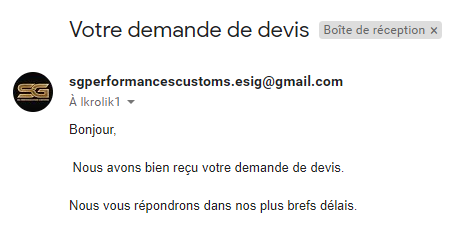 Votre demande de devis Boîte de réception ×
SG
sgperformancescustoms.esig@gmail.com
À lkrolik1
Bonjour,
Nous avons bien reçu votre demande de devis.
Nous vous répondrons dans nos plus brefs délais.